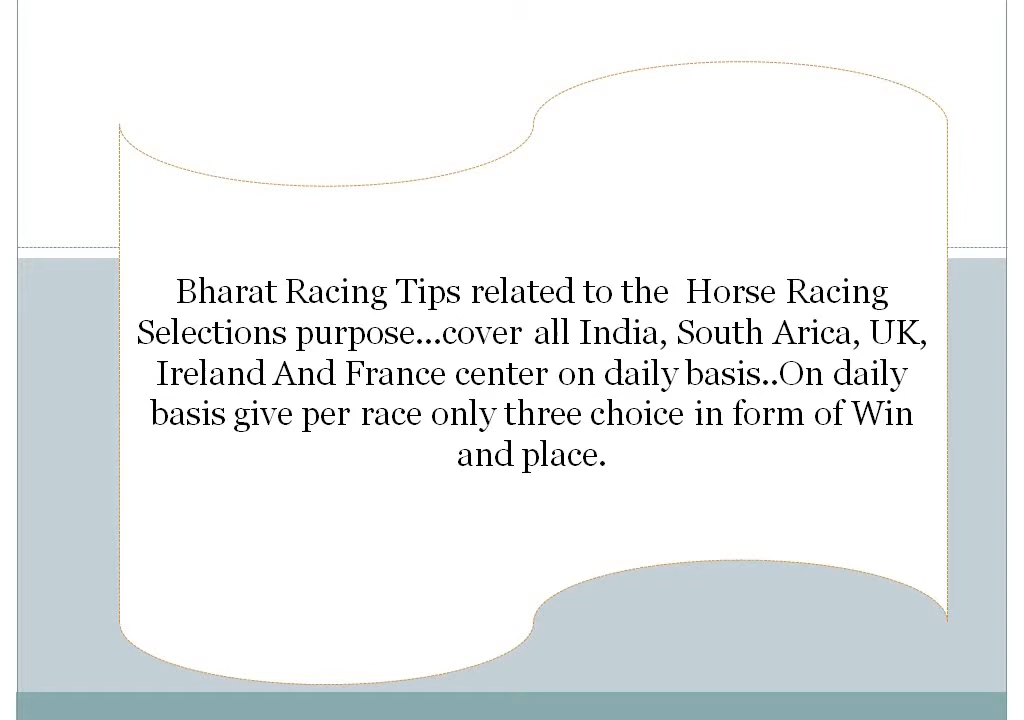 Bharat Racing Tips related to the  Horse Racing
Selections purpose...cover all India, South Arica, UK,
Ireland And France center on daily basis..On daily
basis give per race only three choice in form of Win
and place.